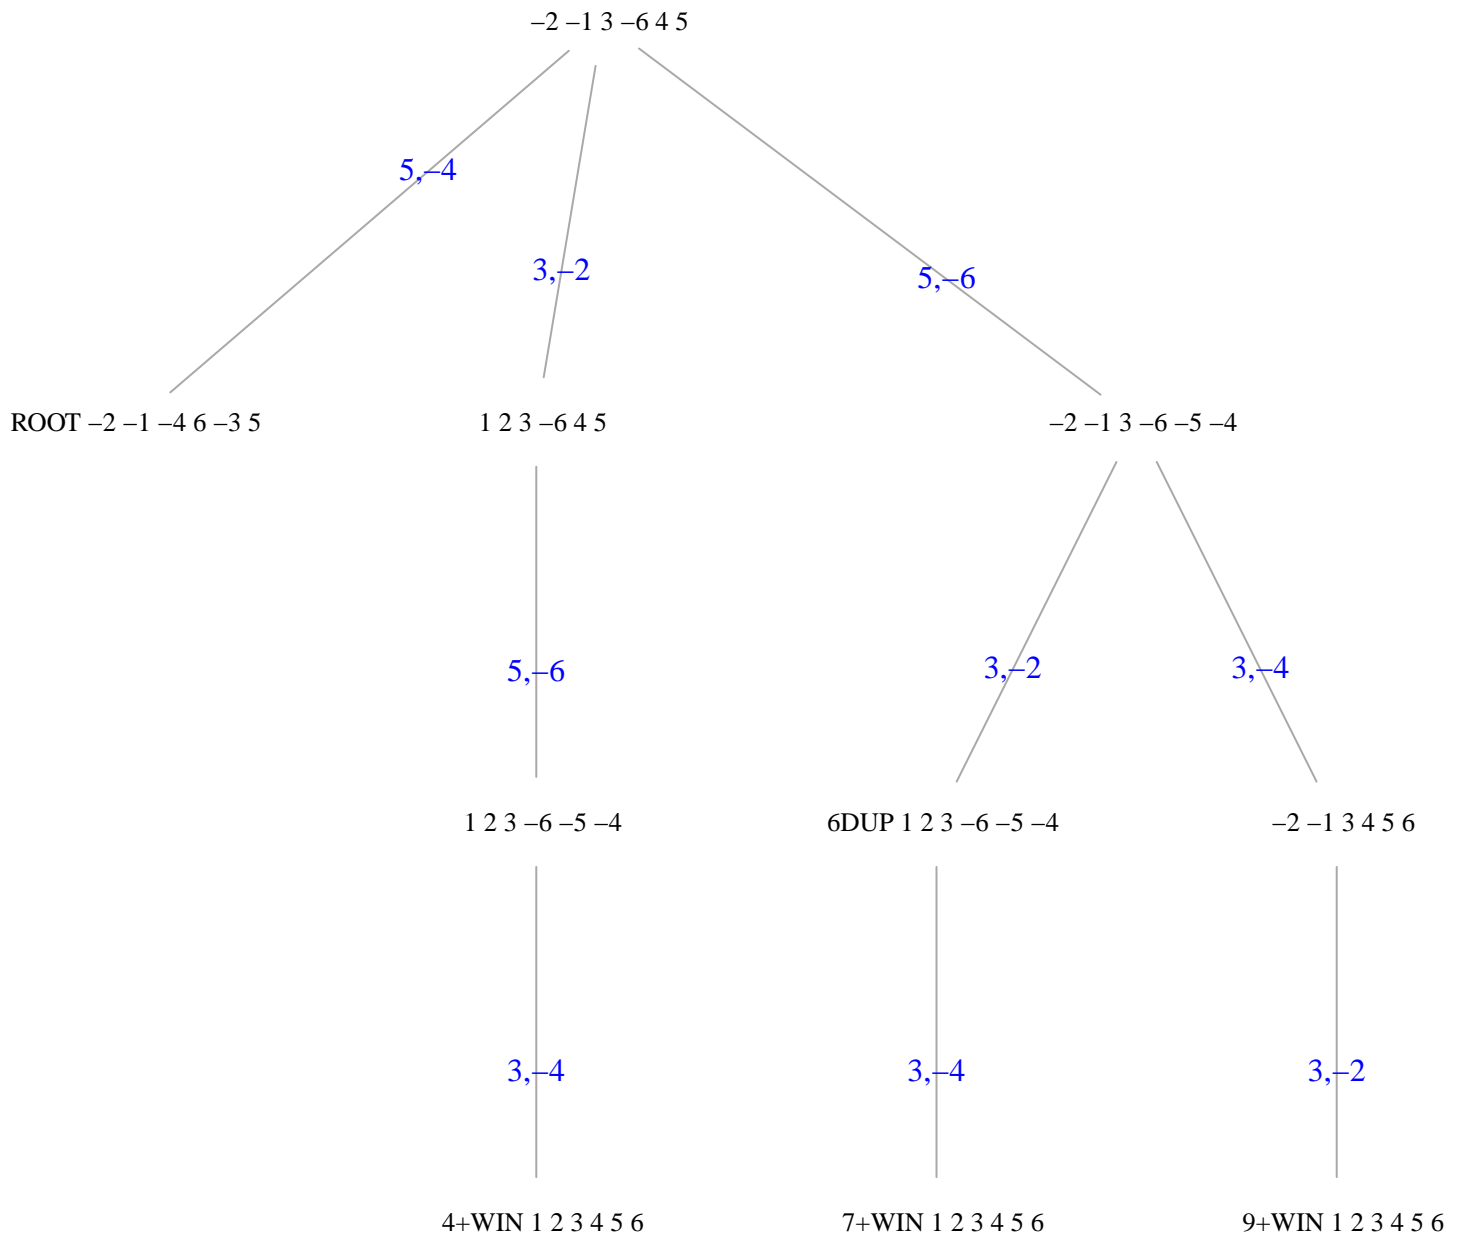 –2 –1 3 –6 4 5
5,–4
3,–2
5,–6
ROOT –2 –1 –4 6 –3 5
1 2 3 –6 4 5
–2 –1 3 –6 –5 –4
5,–6
3,–2
3,–4
1 2 3 –6 –5 –4
6DUP 1 2 3 –6 –5 –4
–2 –1 3 4 5 6
3,–4
3,–4
3,–2
4+WIN 1 2 3 4 5 6
7+WIN 1 2 3 4 5 6
9+WIN 1 2 3 4 5 6